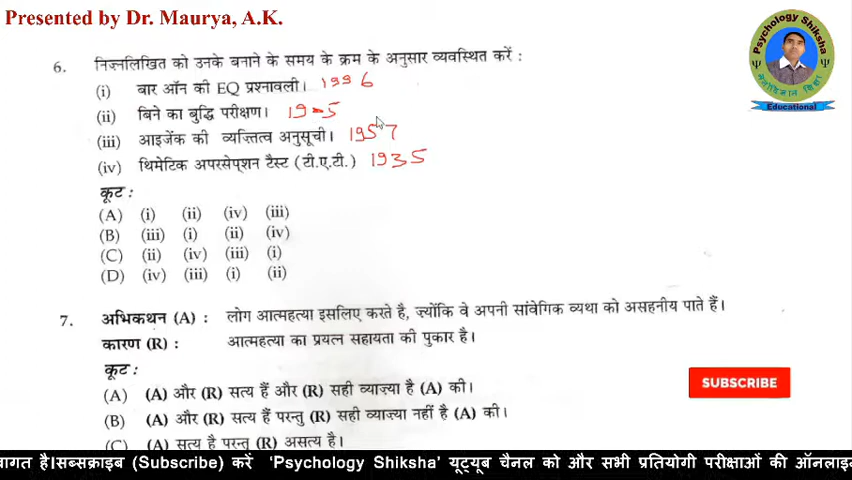 Presented by Dr. Maurya, A.K.
Psychology Shiksha
Ψ Ψ
मनोविज्ञान शिक्षा
Educational
6. निज्नलिखित को उनके बनाने के समय के क्रम के अनुसार व्यवस्थित करें :
(i) बार ऑन की EQ प्रश्नावली। 1996
(ii) बिने का बुद्धि परीक्षण। 1905
(iii) आइजेंक की व्यज्तित्व अनुसूची। 1957
(iv) थिमेटिक अपरसेप्शन टैस्ट (टी.ए.टी.) 1935
कूट :
(A) (i) (ii) (iv) (iii)
(B) (iii) (i) (ii) (iv)
(C) (ii) (iv) (iii) (i)
(D) (iv) (iii) (i) (ii)
7. अभिकथन (A) : लोग आत्महत्या इसलिए करते है, ज्योंकि वे अपनी सांवेगिक व्यथा को असहनीय पाते हैं।
कारण (R) : आत्महत्या का प्रयत्न सहायता की पुकार है।
कूट :
(A) (A) और (R) सत्य हैं और (R) सही व्याज़्या है (A) की।
(B) (A) और (R) सत्य हैं परन्तु (R) सही व्याज़्या नहीं है (A) की।
(C) (A) सत्य है परन्तु (R) असत्य है।
SUBSCRIBE
वागत है।सब्सक्राइब (Subscribe) करें 'Psychology Shiksha' यूट्यूब चैनल को और सभी प्रतियोगी परीक्षाओं की ऑनलाइ